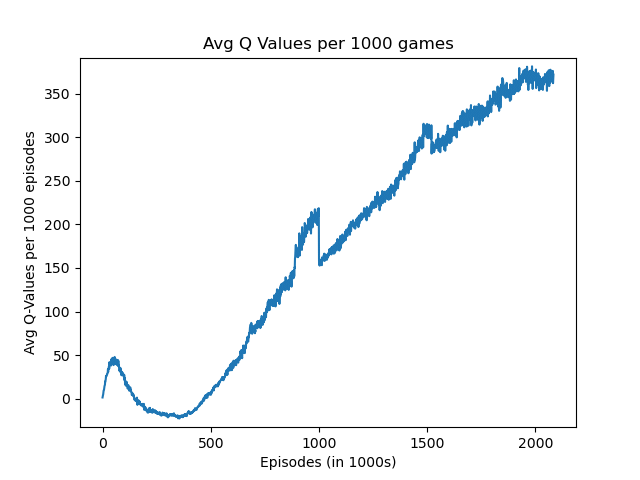 Avg Q Values per 1000 games
Avg Q-Values per 1000 episodes
350
300
250
200
150
100
50
0
0 500 1000 1500 2000
Episodes (in 1000s)